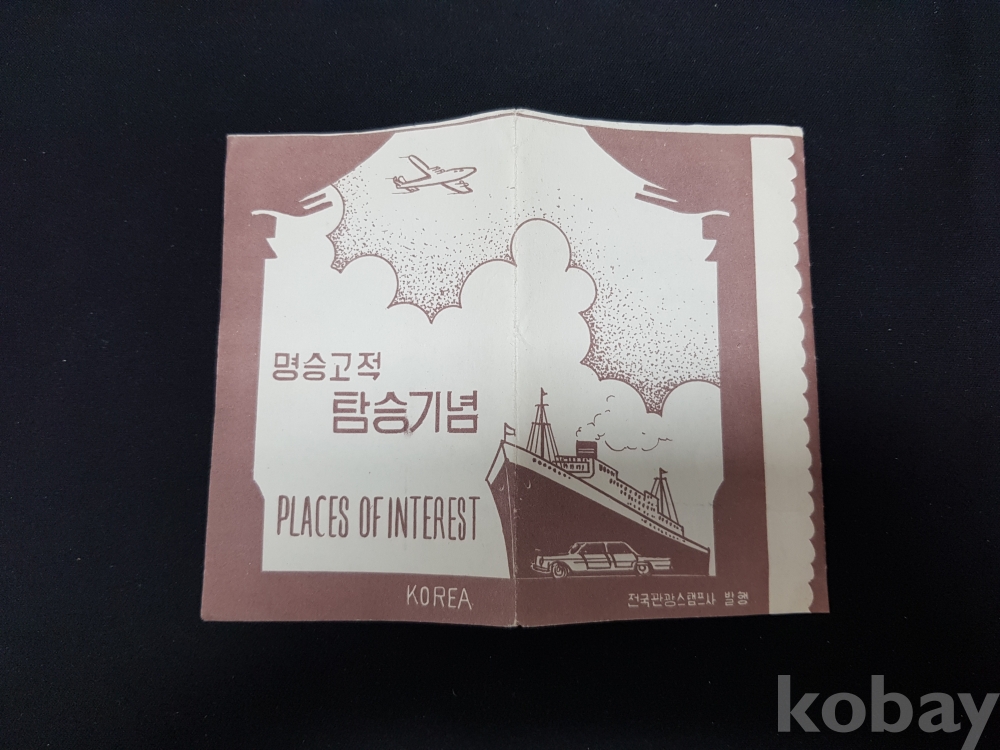 명승고적
탐승기념
PLACES OF INTEREST
KOREA
전국관광스탬프사 발행
kobay